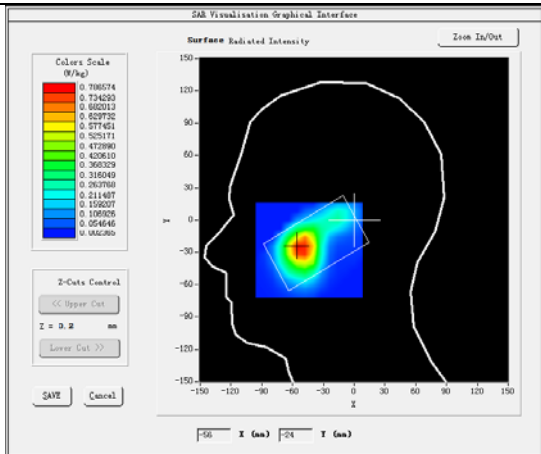 SAR Visualisation Graphical Interface
Surface Radiated Intensity
Zoom In/Out
Colors Scale
(W/kg)
0.786574
0.734293
0.682013
0.629732
0.577451
0.525171
0.472890
0.420610
0.368329
0.316049
0.263768
0.211487
0.159207
0.106926
0.054646
0.002365
150
120
90
60
30
0
-30
-60
-90
-120
-150
Y
-150 -120 -90 -60 -30 0 30 60 90 120 150
X
Z-Cuts Control
<< Upper Cut
Z = 3.2 mm
Lower Cut >>
SAVE Cancel
-56 X (mm) -24 Y (mm)